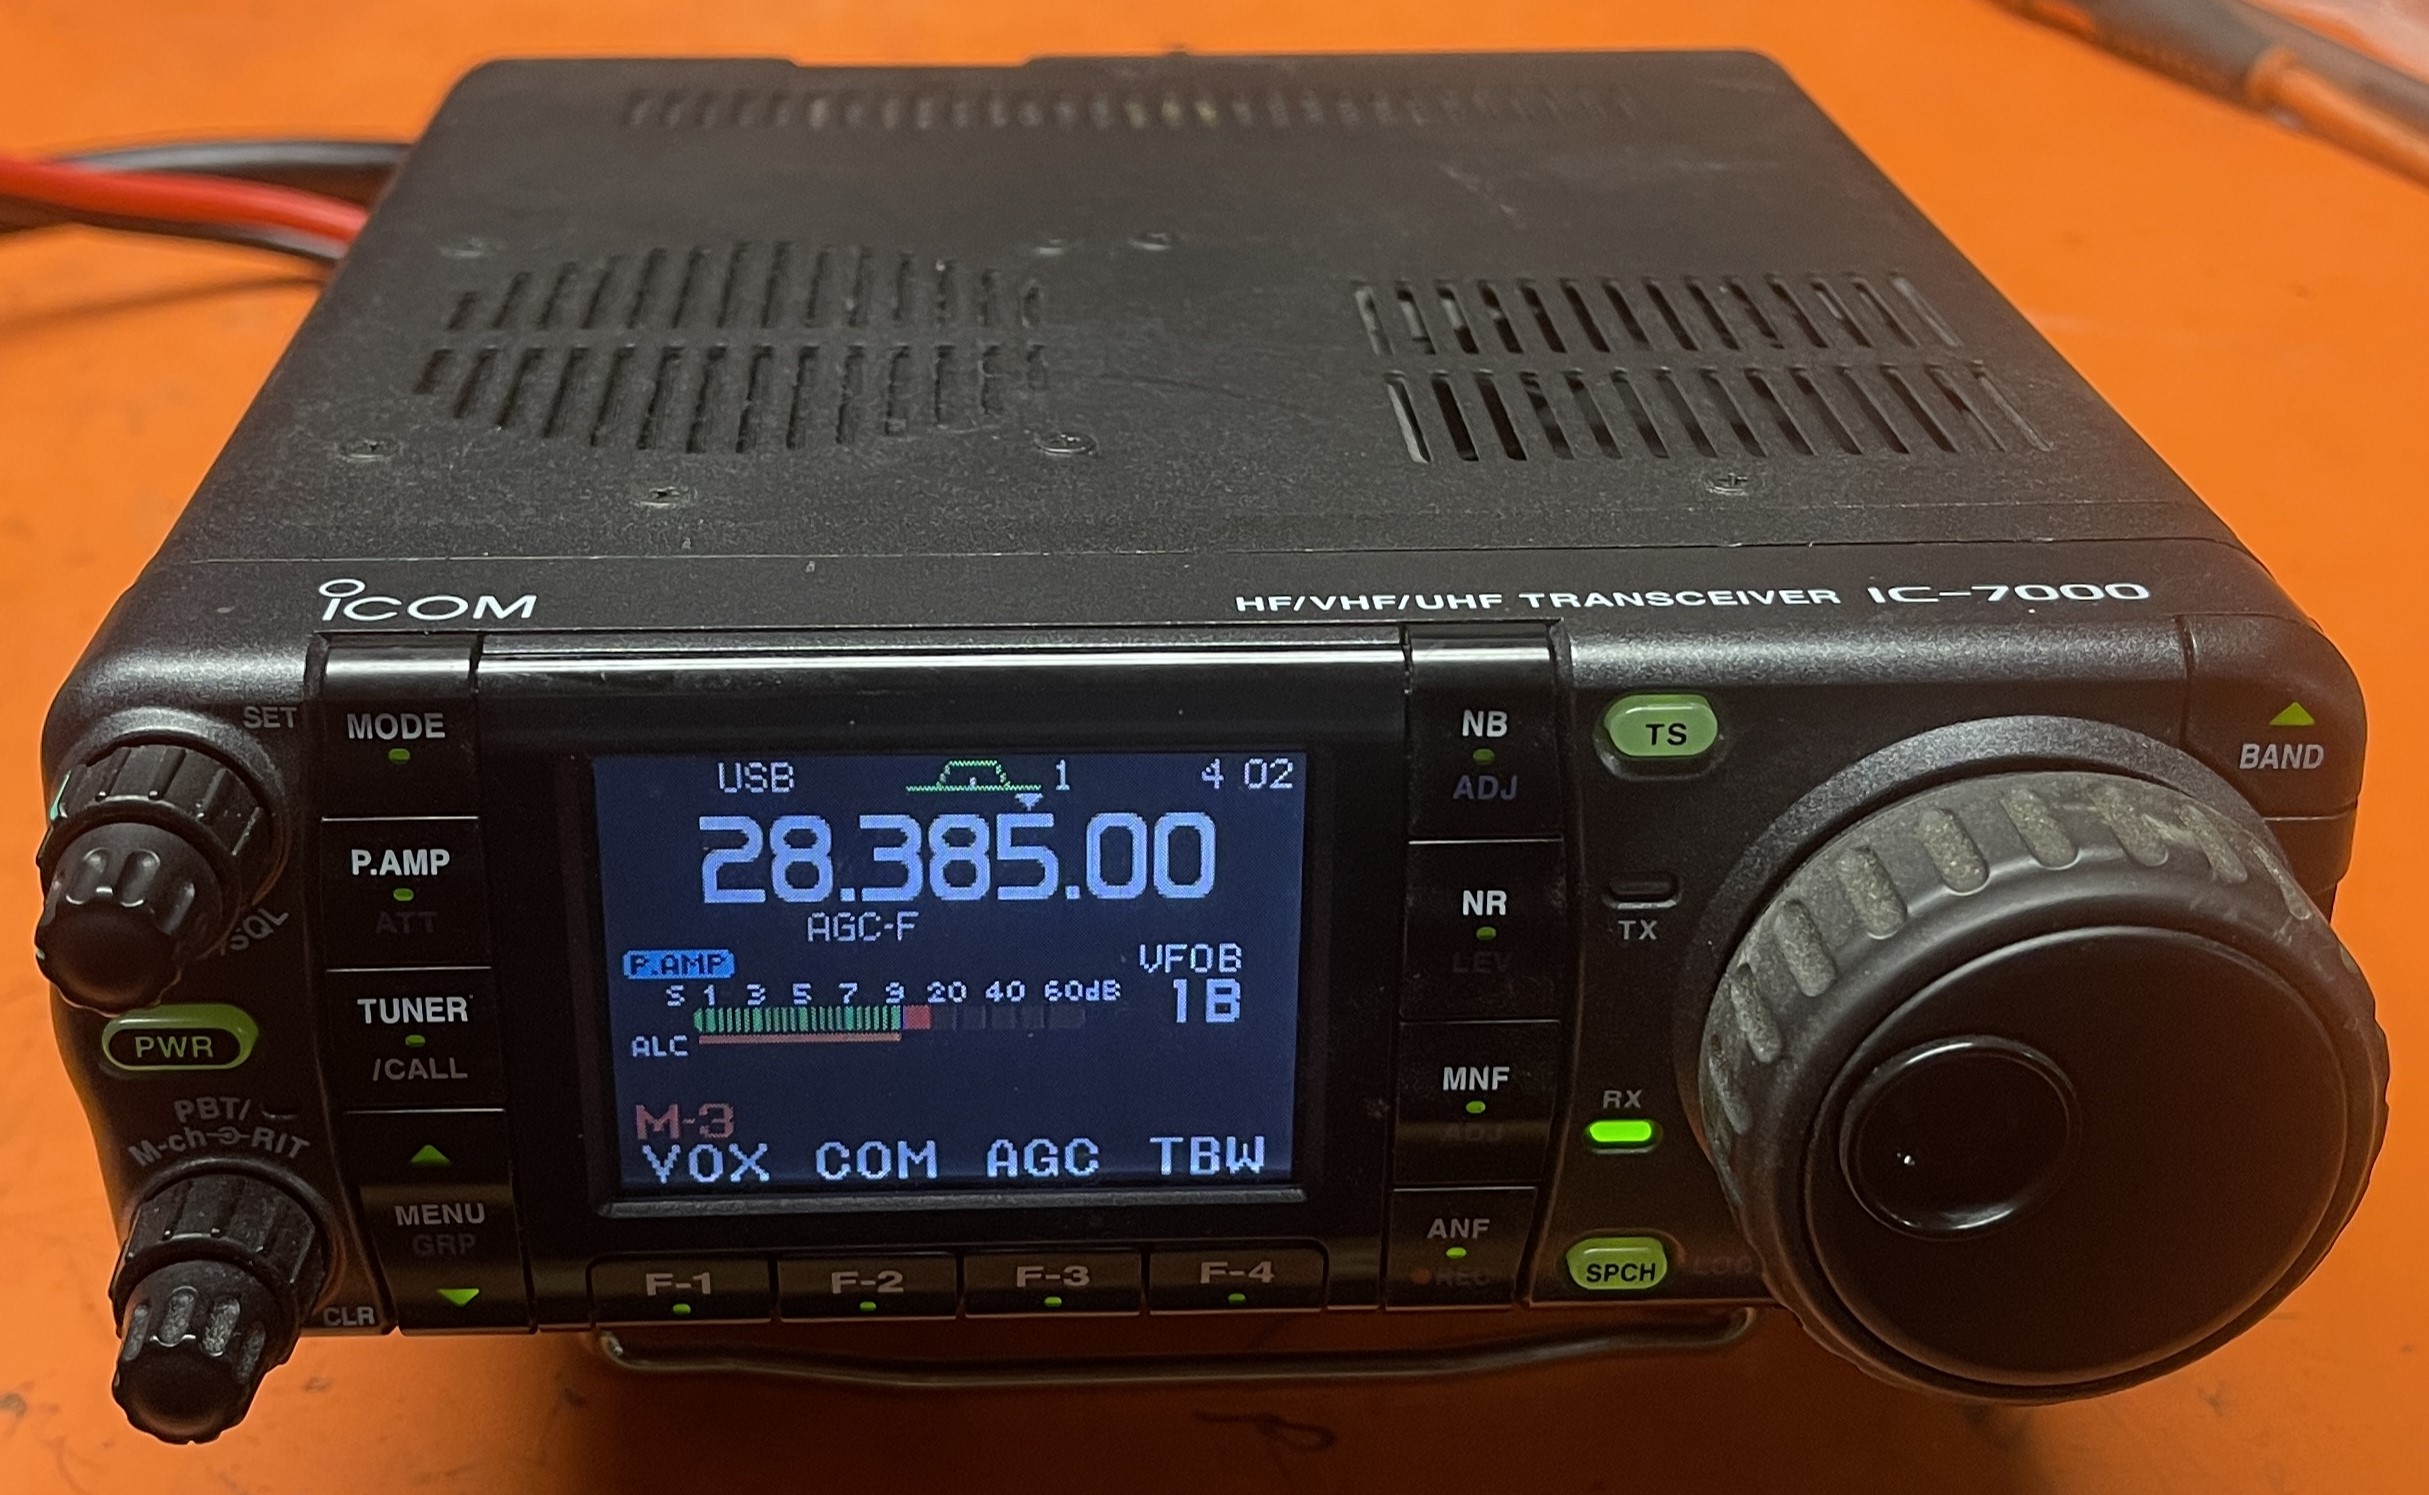 ICOM
HF/VHF/UHF TRANSCEIVER IC-7000
SET
MODE
P.AMP
ATT
/SQL
PWR
TUNER
/CALL
PBT/
M-ch RIT
MENU
GRP
CLR
USB 1 4 02
28.385.00
AGC-F
P.AMP VFOB
S 1 3 5 7 9 20 40 60dB 1B
ALC
M-3
VOX COM AGC TBW
F-1 F-2 F-3 F-4
NB
ADJ
NR
LEV
MNF
ADJ
ANF
REC
TS
TX
RX
SPCH
BAND